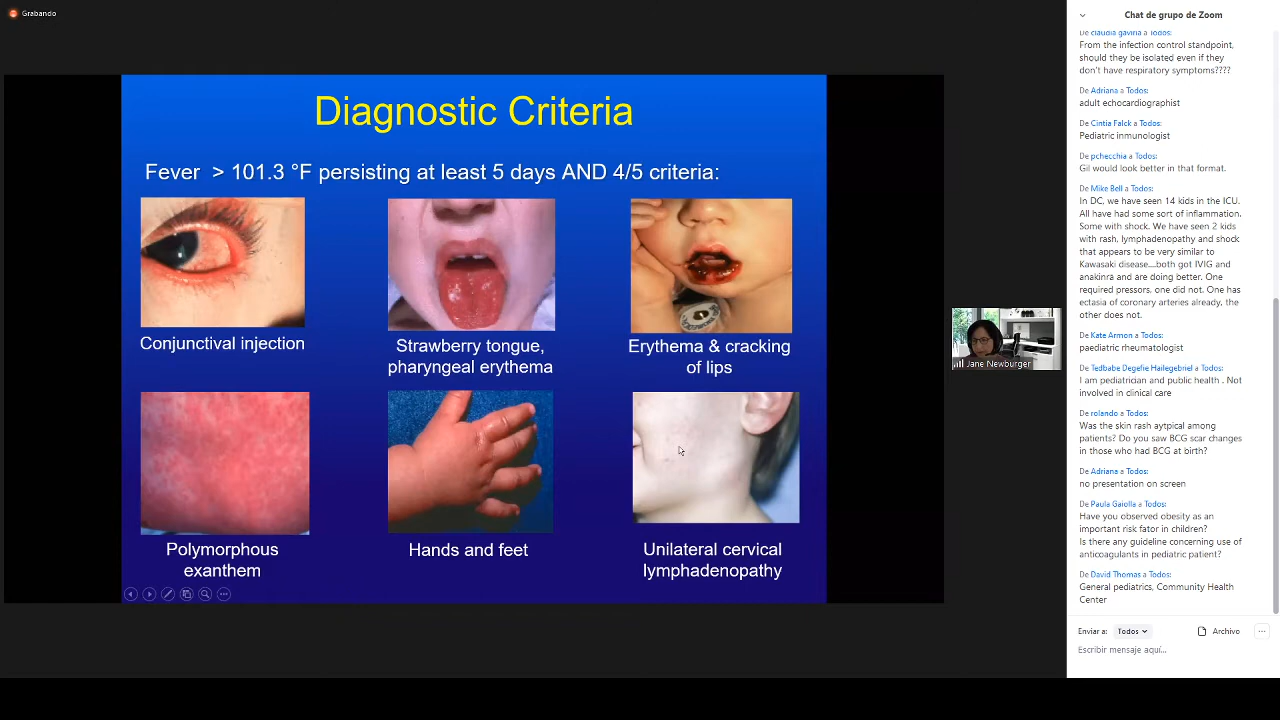 Grabando
Diagnostic Criteria
Fever > 101.3 °F persisting at least 5 days AND 4/5 criteria:
Conjunctival injection
Strawberry tongue,
pharyngeal erythema
Erythema & cracking
of lips
Polymorphous
exanthem
Hands and feet
Unilateral cervical
lymphadenopathy
Jane Newburger
Chat de grupo de Zoom
De claudia gaviria a Todos:
From the infection control standpoint,
should they be isolated even if they
don't have respiratory symptoms????
De Adriana a Todos:
adult echocardiographist
De Cintia Falck a Todos:
Pediatric inmunologist
De pchecchia a Todos:
Gil would look better in that format.
De Mike Bell a Todos:
In DC, we have seen 14 kids in the ICU.
All have had some sort of inflammation.
Some with shock. We have seen 2 kids
with rash, lymphadenopathy and shock
that appears to be very similar to
Kawasaki disease...both got IVIG and
anakinra and are doing better. One
required pressors, one did not. One has
ectasia of coronary arteries already, the
other does not.
De Kate Armon a Todos:
paediatric rheumatologist
De Tedbabe Degefie Hailegebriel a Todos:
I am pediatrician and public health . Not
involved in clinical care
De rolando a Todos:
Was the skin rash aytpical among
patients? Do you saw BCG scar changes
in those who had BCG at birth?
De Adriana a Todos:
no presentation on screen
De Paula Gaiolla a Todos:
Have you observed obesity as an
important risk fator in children?
Is there any guideline concerning use of
anticoagulants in pediatric patient?
De David Thomas a Todos:
General pediatrics, Community Health
Center
Enviar a: Todos Archivo
Escribir mensaje aquí...